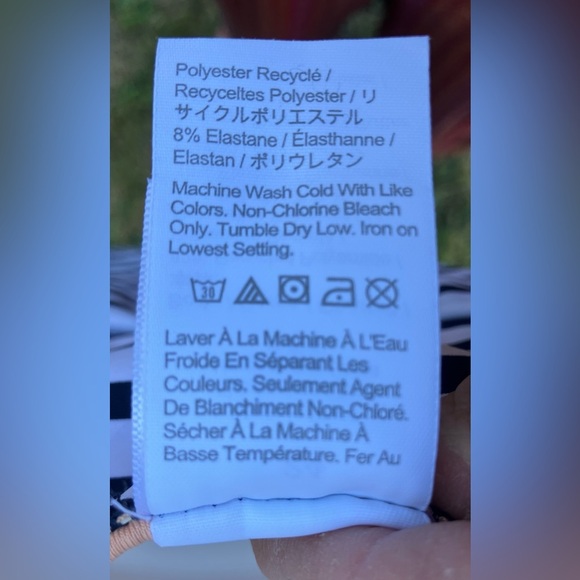 Polyester Recyclé /
Recyceltes Polyester / リ
サイクルポリエステル
8% Elastane / Élasthanne /
Elastan / ポリウレタン
Machine Wash Cold With Like
Colors. Non-Chlorine Bleach
Only. Tumble Dry Low. Iron on
Lowest Setting.
30
Laver À La Machine À L'Eau
Froide En Séparant Les
Couleurs. Seulement Agent
De Blanchiment Non-Chloré.
Sécher À La Machine À
Basse Température. Fer Au